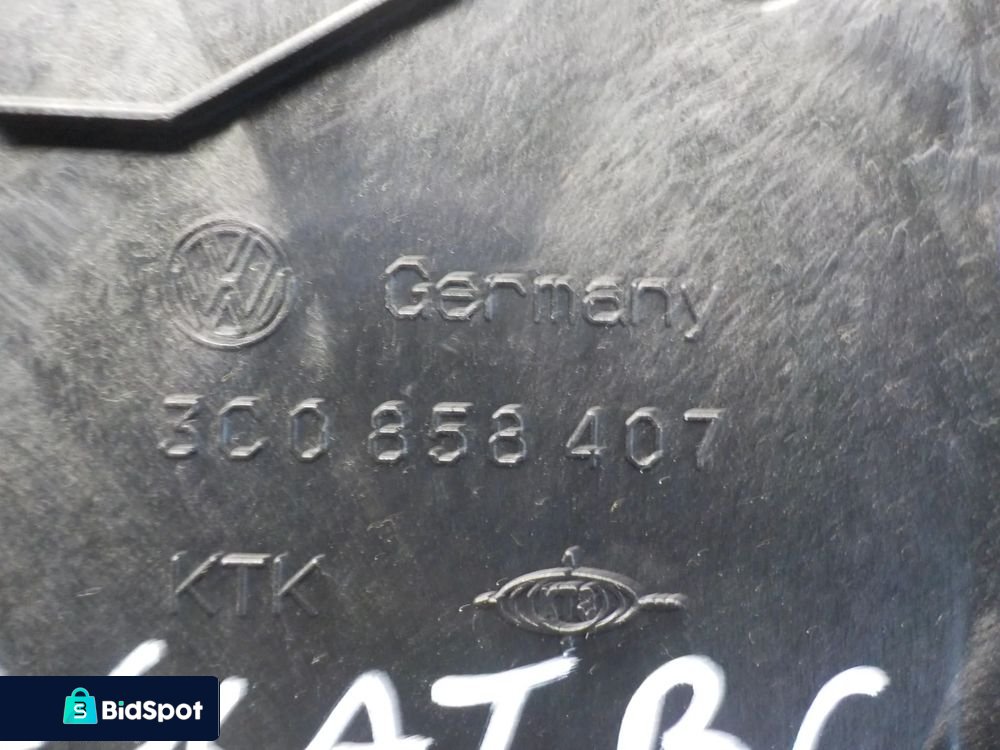 Germany
3C0 858 407
KTK
BidSpot